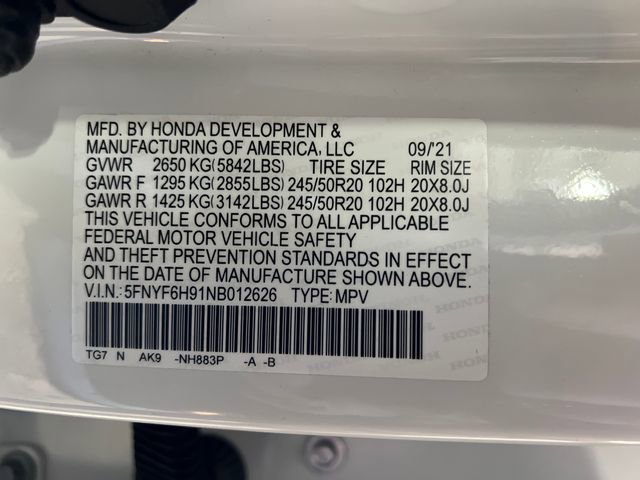 MFD. BY HONDA DEVELOPMENT &
MANUFACTURING OF AMERICA, LLC 09/'21
GVWR 2650 KG(5842LBS) TIRE SIZE RIM SIZE
GAWR F 1295 KG(2855LBS) 245/50R20 102H 20X8.0J
GAWR R 1425 KG(3142LBS) 245/50R20 102H 20X8.0J
THIS VEHICLE CONFORMS TO ALL APPLICABLE
FEDERAL MOTOR VEHICLE SAFETY
AND THEFT PREVENTION STANDARDS IN EFFECT
ON THE DATE OF MANUFACTURE SHOWN ABOVE.
V.I.N.: 5FNYF6H91NB012626 TYPE: MPV
TG7 N AK9 -NH883P -A -B